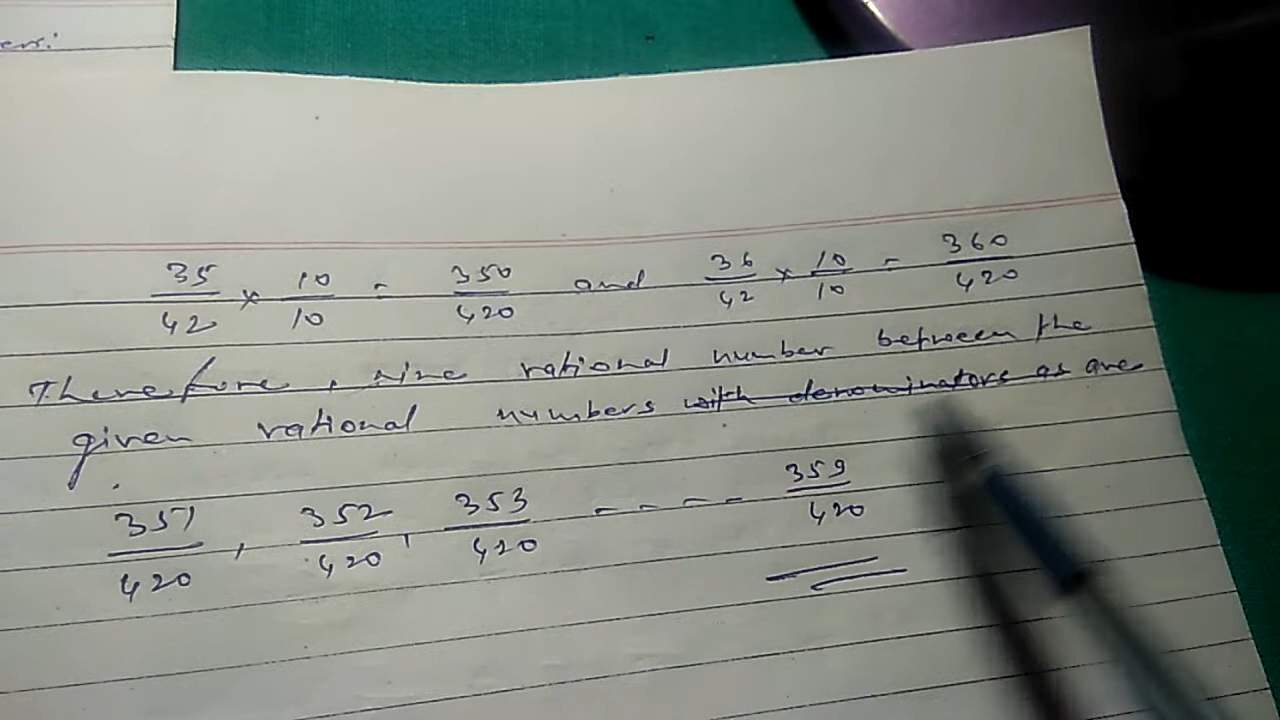 ers:
35/42 × 10/10 = 350/420 and 36/42 × 10/10 = 360/420
Therefore, nine rational number between the
given rational numbers with denominators as are
351/420, 352/420, 353/420 ---- 359/420